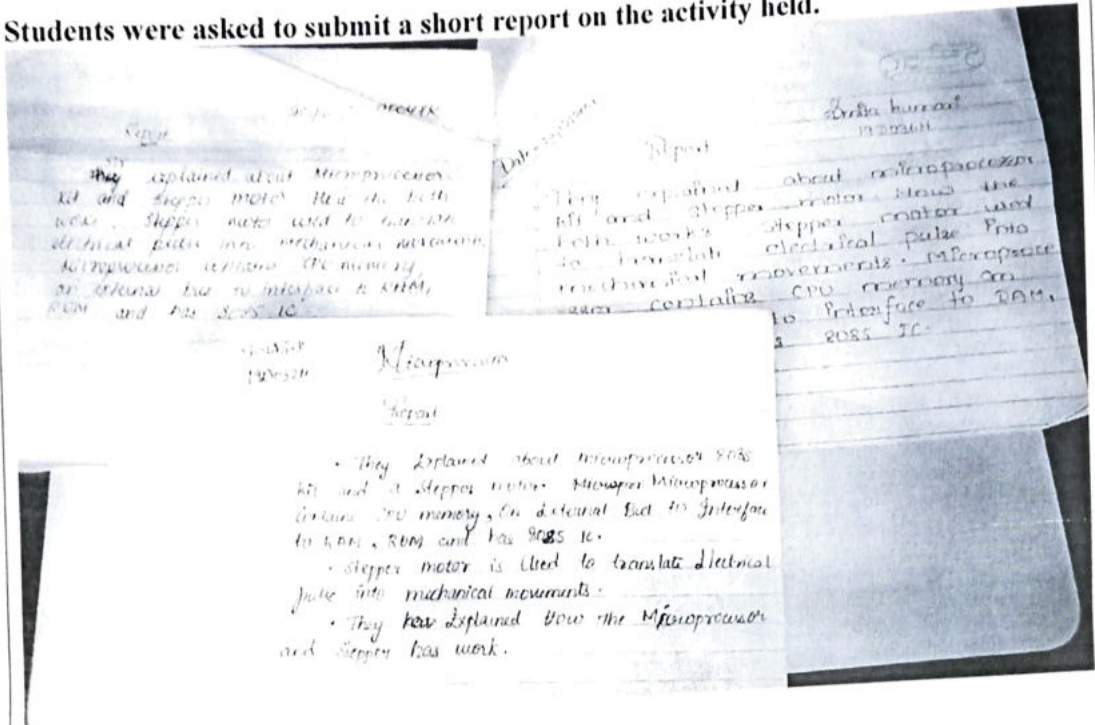 Students were asked to submit a short report on the activity held.
Report
They explained about Microprocessor
kit and Stepper motor How the both
work. Stepper motor used to translate
electrical pulse into mechanical movement.
Microprocessor contains CPU memory,
an external bus to interface to RAM,
ROM and has 8085 IC
Kumari
Report
They explained about microprocessor
kit and stepper motor. How the
both works stepper motor used
to translate electrical pulse into
mechanical movements. Microproce
contains CPU memory on
to interface to RAM,
8085 IC.
Report
• They Explained about microprocessor 8085
kit and a stepper motor. Microprocessor
Contains CPU memory, On External Bus to Interface
to RAM, ROM and has 8085 IC.
• Stepper motor is Used to translate Electrical
pulse into mechanical movements.
• They Explained how the Microprocessor
and stepper has work.